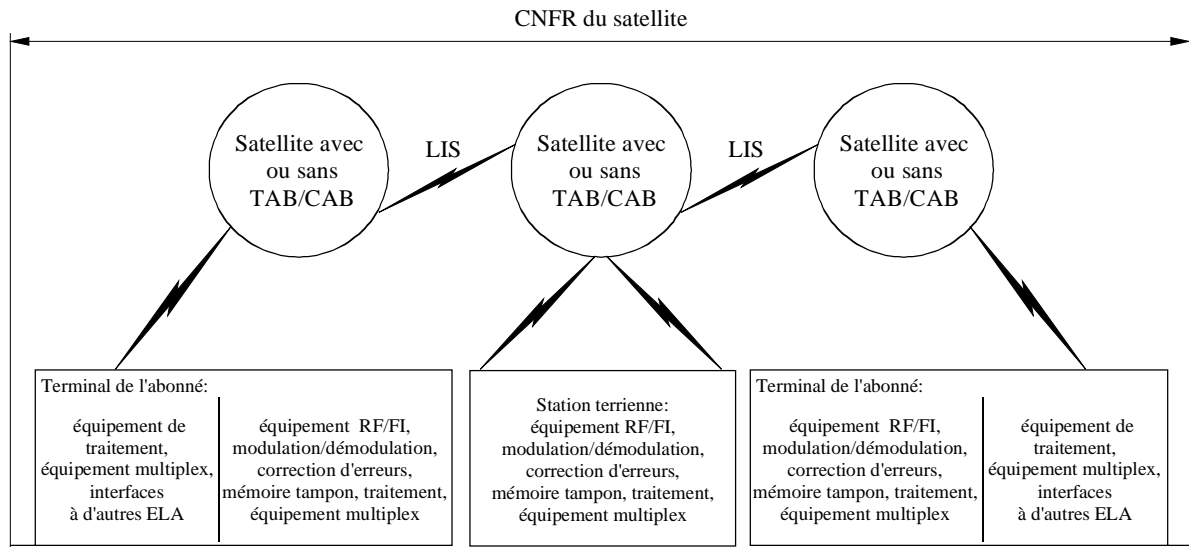 CNFR du satellite
Satellite avec
ou sans
TAB/CAB
LIS
Satellite avec
ou sans
TAB/CAB
LIS
Satellite avec
ou sans
TAB/CAB
Terminal de l'abonné:
équipement de
traitement,
équipement multiplex,
interfaces
à d'autres ELA
équipement RF/FI,
modulation/démodulation,
correction d'erreurs,
mémoire tampon, traitement,
équipement multiplex
Station terrienne:
équipement RF/FI,
modulation/démodulation,
correction d'erreurs,
mémoire tampon, traitement,
équipement multiplex
Terminal de l'abonné:
équipement RF/FI,
modulation/démodulation,
correction d'erreurs,
mémoire tampon, traitement,
équipement multiplex
équipement de
traitement,
équipement multiplex,
interfaces
à d'autres ELA